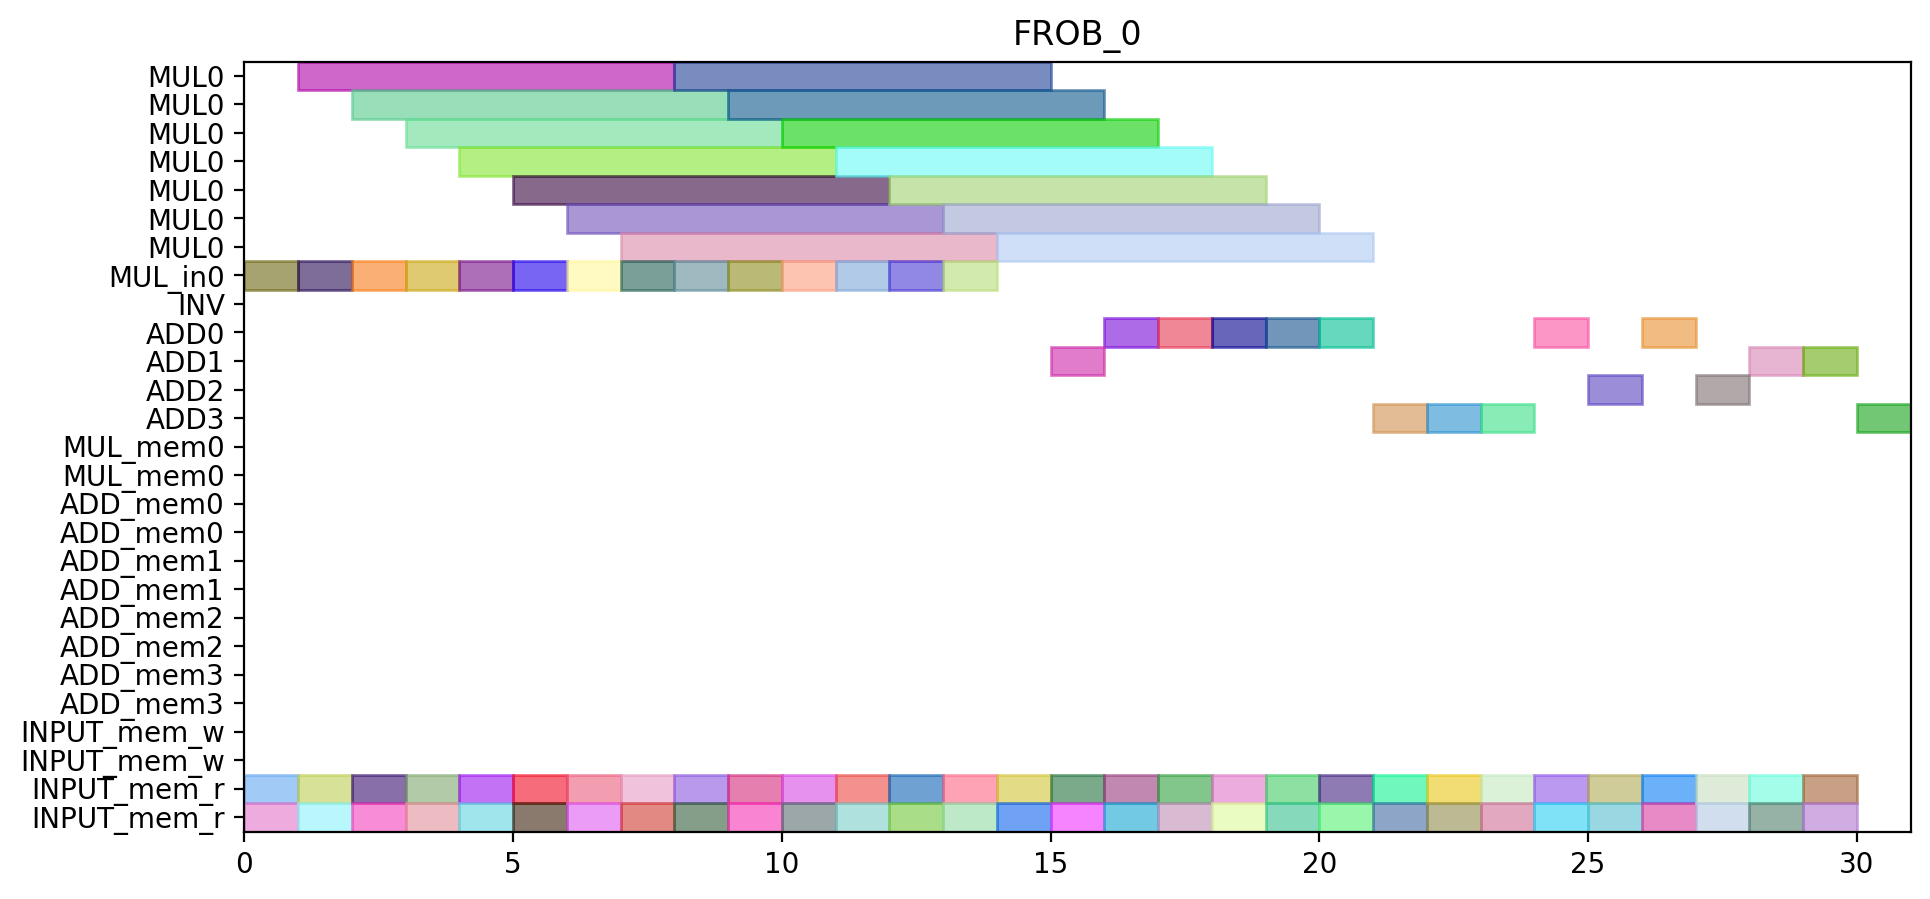 FROB_0
MUL0
MUL0
MUL0
MUL0
MUL0
MUL0
MUL0
MUL_in0
INV
ADD0
ADD1
ADD2
ADD3
MUL_mem0
MUL_mem0
ADD_mem0
ADD_mem0
ADD_mem1
ADD_mem1
ADD_mem2
ADD_mem2
ADD_mem3
ADD_mem3
INPUT_mem_w
INPUT_mem_w
INPUT_mem_r
INPUT_mem_r
0 5 10 15 20 25 30